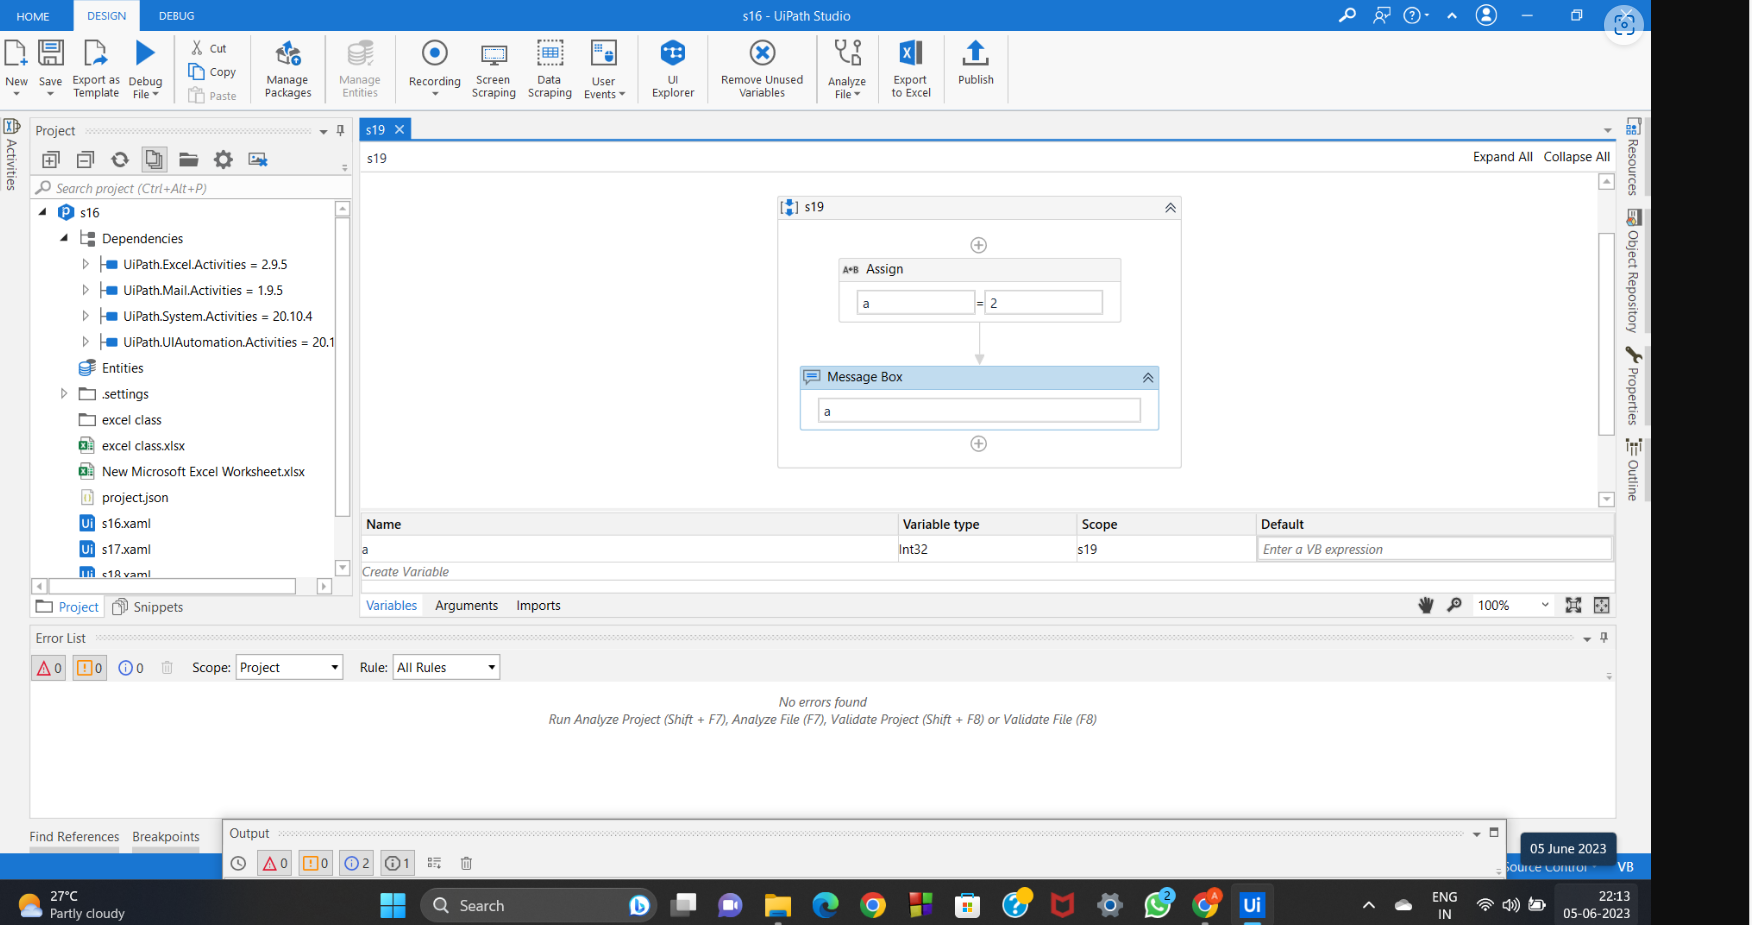 HOME DESIGN DEBUG s16 - UiPath Studio
New Save Export as Template Debug File Cut Copy Paste Manage Packages Manage Entities Recording Screen Scraping Data Scraping User Events UI Explorer Remove Unused Variables Analyze File Export to Excel Publish
Activities
Project
Search project (Ctrl+Alt+P)
s16
Dependencies
UiPath.Excel.Activities = 2.9.5
UiPath.Mail.Activities = 1.9.5
UiPath.System.Activities = 20.10.4
UiPath.UIAutomation.Activities = 20.1
Entities
.settings
excel class
excel class.xlsx
New Microsoft Excel Worksheet.xlsx
project.json
s16.xaml
s17.xaml
s18.xaml
Project Snippets
s19
s19 Expand All Collapse All
s19
A+B Assign
a = 2
Message Box
a
Resources
Object Repository
Properties
Outline
Name Variable type Scope Default
a Int32 s19 Enter a VB expression
Create Variable
Variables Arguments Imports 100%
Error List
0 0 0 Scope: Project Rule: All Rules
No errors found
Run Analyze Project (Shift + F7), Analyze File (F7), Validate Project (Shift + F8) or Validate File (F8)
Find References Breakpoints
Output
0 0 2 1
05 June 2023
Source Control VB
27°C
Partly cloudy
Search
2
A
Ui
ENG
IN
22:13
05-06-2023